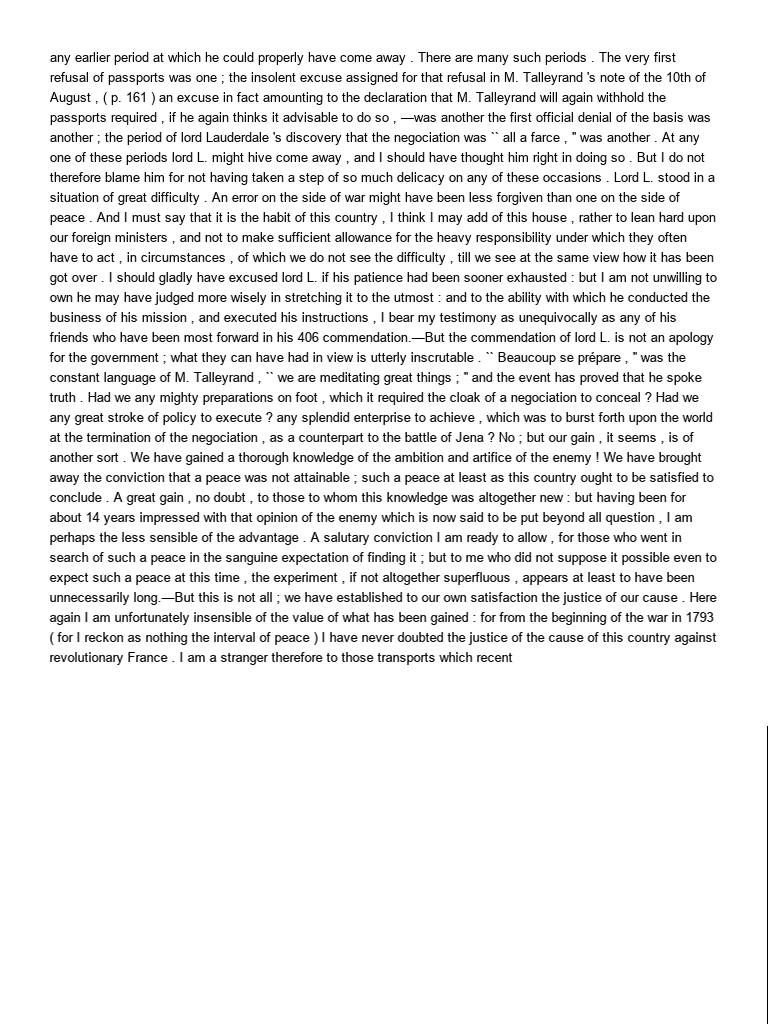 any earlier period at which he could properly have come away . There are many such periods . The very first
refusal of passports was one ; the insolent excuse assigned for that refusal in M. Talleyrand 's note of the 10th of
August , ( p. 161 ) an excuse in fact amounting to the declaration that M. Talleyrand will again withhold the
passports required , if he again thinks it advisable to do so , —was another the first official denial of the basis was
another ; the period of lord Lauderdale 's discovery that the negociation was `` all a farce , " was another . At any
one of these periods lord L. might hive come away , and I should have thought him right in doing so . But I do not
therefore blame him for not having taken a step of so much delicacy on any of these occasions . Lord L. stood in a
situation of great difficulty . An error on the side of war might have been less forgiven than one on the side of
peace . And I must say that it is the habit of this country , I think I may add of this house , rather to lean hard upon
our foreign ministers , and not to make sufficient allowance for the heavy responsibility under which they often
have to act , in circumstances , of which we do not see the difficulty , till we see at the same view how it has been
got over . I should gladly have excused lord L. if his patience had been sooner exhausted : but I am not unwilling to
own he may have judged more wisely in stretching it to the utmost : and to the ability with which he conducted the
business of his mission , and executed his instructions , I bear my testimony as unequivocally as any of his
friends who have been most forward in his 406 commendation.—But the commendation of lord L. is not an apology
for the government ; what they can have had in view is utterly inscrutable . `` Beaucoup se prépare , " was the
constant language of M. Talleyrand , `` we are meditating great things ; " and the event has proved that he spoke
truth . Had we any mighty preparations on foot , which it required the cloak of a negociation to conceal ? Had we
any great stroke of policy to execute ? any splendid enterprise to achieve , which was to burst forth upon the world
at the termination of the negociation , as a counterpart to the battle of Jena ? No ; but our gain , it seems , is of
another sort . We have gained a thorough knowledge of the ambition and artifice of the enemy ! We have brought
away the conviction that a peace was not attainable ; such a peace at least as this country ought to be satisfied to
conclude . A great gain , no doubt , to those to whom this knowledge was altogether new : but having been for
about 14 years impressed with that opinion of the enemy which is now said to be put beyond all question , I am
perhaps the less sensible of the advantage . A salutary conviction I am ready to allow , for those who went in
search of such a peace in the sanguine expectation of finding it ; but to me who did not suppose it possible even to
expect such a peace at this time , the experiment , if not altogether superfluous , appears at least to have been
unnecessarily long.—But this is not all ; we have established to our own satisfaction the justice of our cause . Here
again I am unfortunately insensible of the value of what has been gained : for from the beginning of the war in 1793
( for I reckon as nothing the interval of peace ) I have never doubted the justice of the cause of this country against
revolutionary France . I am a stranger therefore to those transports which recent